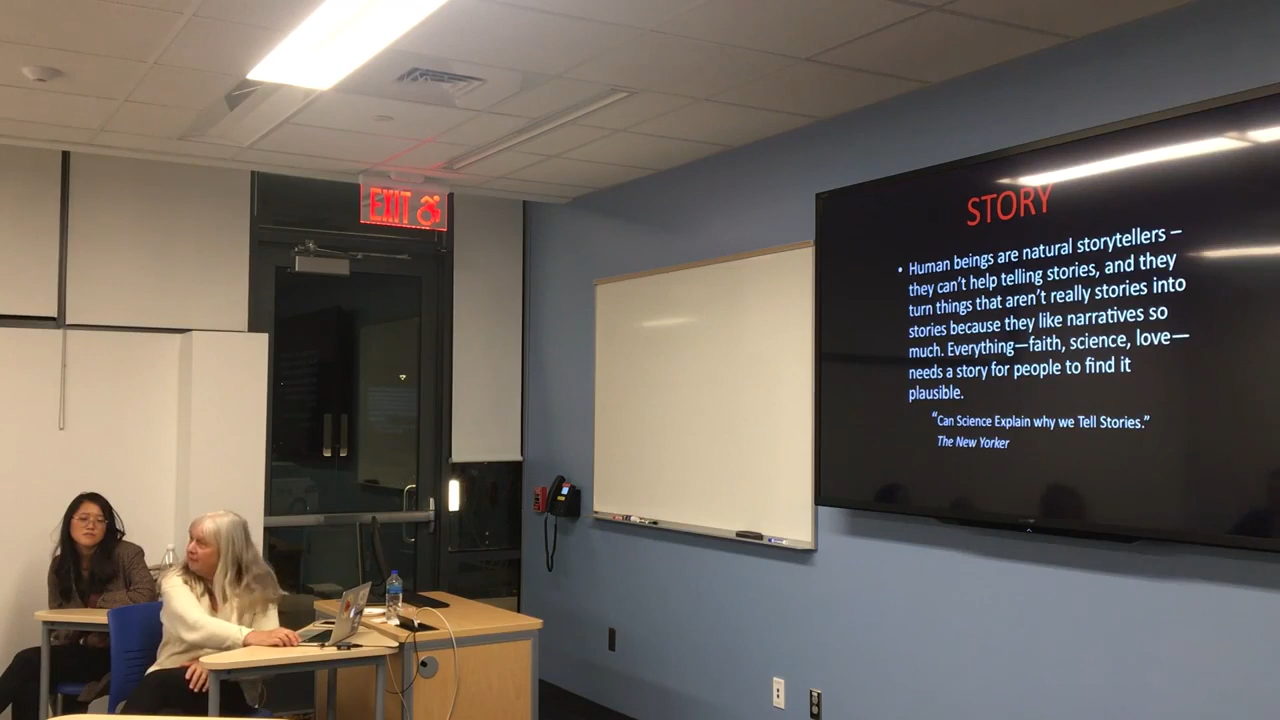 EXIT
STORY
• Human beings are natural storytellers –
they can't help telling stories, and they
turn things that aren't really stories into
stories because they like narratives so
much. Everything—faith, science, love—
needs a story for people to find it
plausible.
"Can Science Explain why we Tell Stories."
The New Yorker